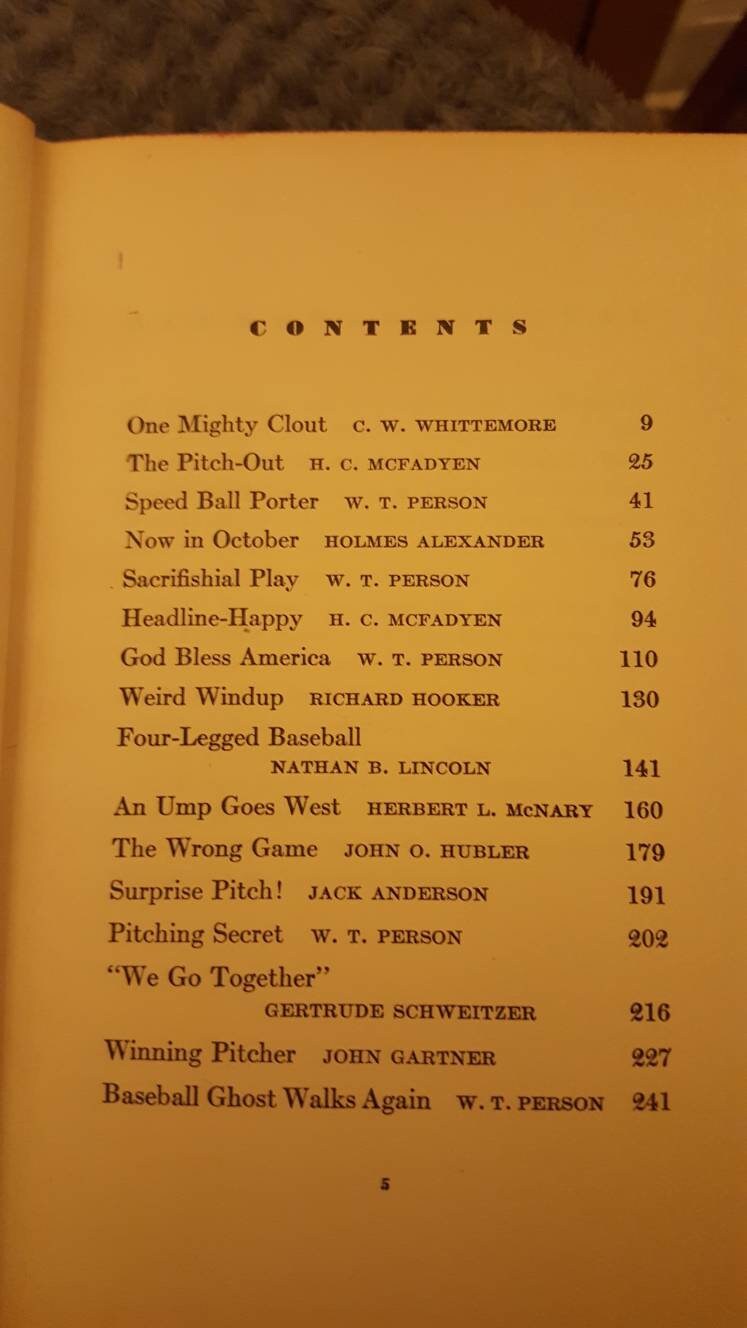 CONTENTS
One Mighty Clout C. W. WHITTEMORE 9
The Pitch-Out H. C. MCFADYEN 25
Speed Ball Porter W. T. PERSON 41
Now in October HOLMES ALEXANDER 53
Sacrifishial Play W. T. PERSON 76
Headline-Happy H. C. MCFADYEN 94
God Bless America W. T. PERSON 110
Weird Windup RICHARD HOOKER 130
Four-Legged Baseball
NATHAN B. LINCOLN 141
An Ump Goes West HERBERT L. McNARY 160
The Wrong Game JOHN O. HUBLER 179
Surprise Pitch! JACK ANDERSON 191
Pitching Secret W. T. PERSON 202
"We Go Together"
GERTRUDE SCHWEITZER 216
Winning Pitcher JOHN GARTNER 227
Baseball Ghost Walks Again W. T. PERSON 241
5